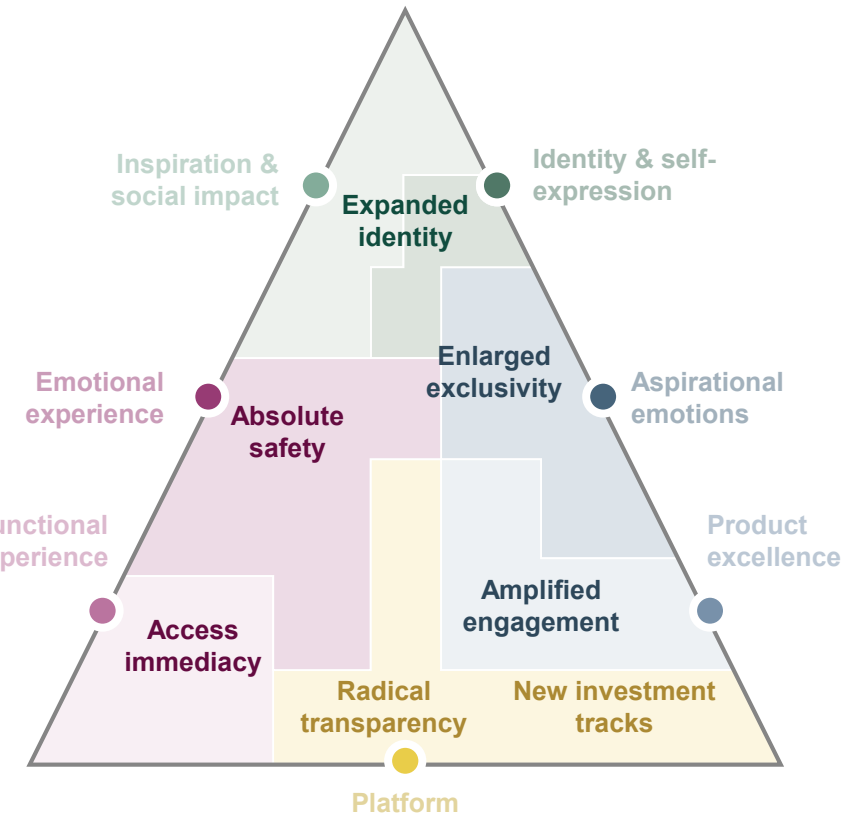 Inspiration &
social impact
Identity & self-
expression
Expanded
identity
Emotional
experience
Enlarged
exclusivity
Aspirational
emotions
Absolute
safety
unctional
perience
Product
excellence
Amplified
engagement
Access
immediacy
Radical
transparency
New investment
tracks
Platform